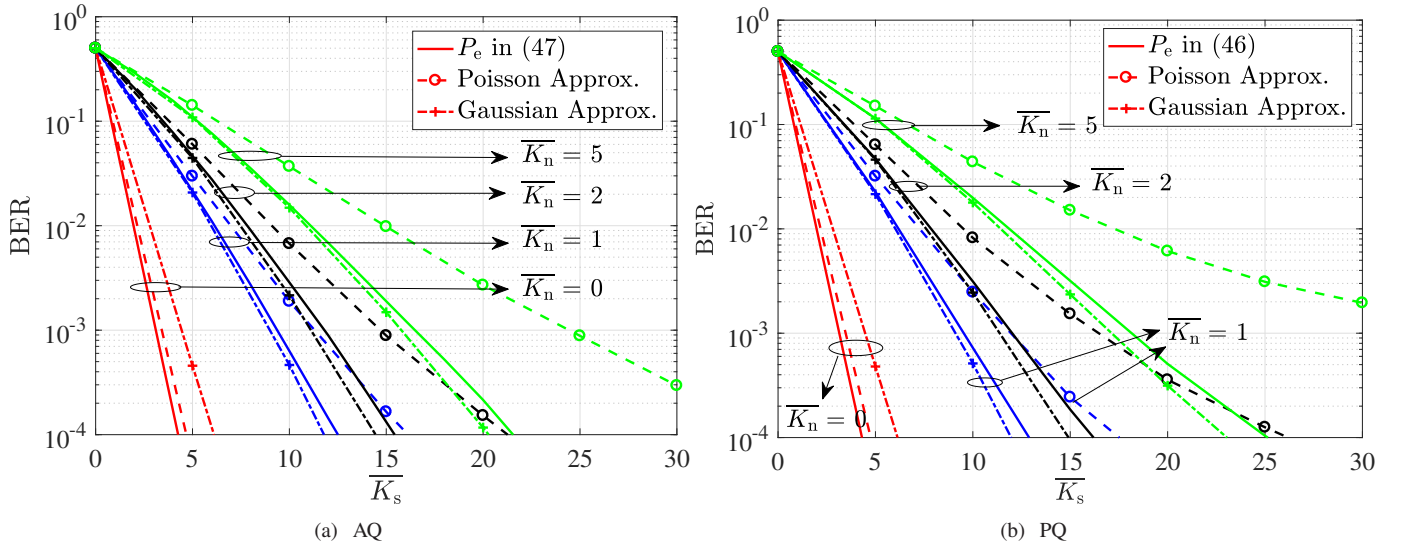 10^0
10^-1
10^-2
10^-3
10^-4
BER
0 5 10 15 20 25 30
\overline{K_s}
P_e in (47)
Poisson Approx.
Gaussian Approx.
\overline{K_n} = 5
\overline{K_n} = 2
\overline{K_n} = 1
\overline{K_n} = 0
(a) AQ
10^0
10^-1
10^-2
10^-3
10^-4
BER
0 5 10 15 20 25 30
\overline{K_s}
P_e in (46)
Poisson Approx.
Gaussian Approx.
\overline{K_n} = 5
\overline{K_n} = 2
\overline{K_n} = 1
\overline{K_n} = 0
(b) PQ